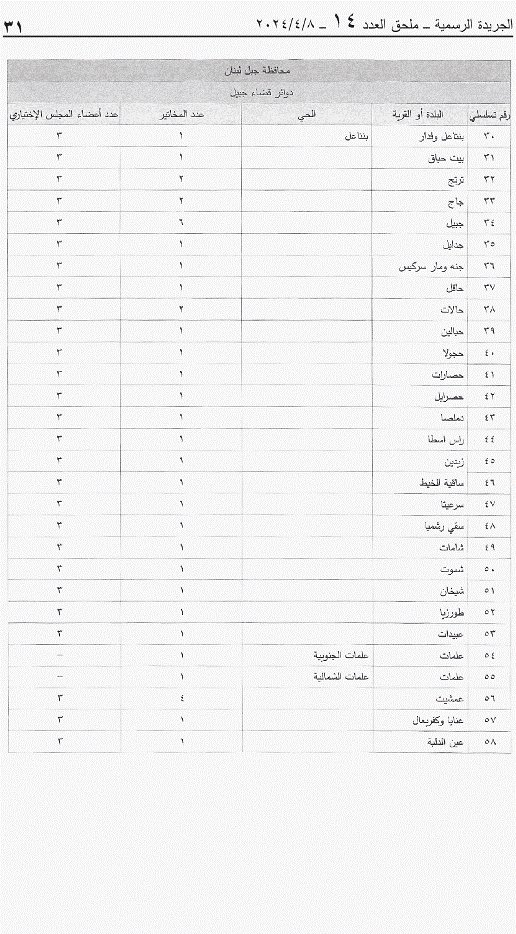 الجريدة الرسمية – ملحق العدد ١٤ – ٢٠٢٤/٤/٨ ٣١
محافظة جبل لبنان
دوائر قضاء جبيل
رقم تسلسلي البلدة أو القرية الحي عدد المخاتير عدد أعضاء المجلس الإختياري
٣٠ بنتاعل وفدار بنتاعل ١ ٣
٣١ بيت حباق ١ ٣
٣٢ ترتج ٢ ٣
٣٣ جاج ٢ ٣
٣٤ جبيل ٦ ٣
٣٥ جدايل ١ ٣
٣٦ جنه ومار سركيس ١ ٣
٣٧ حاقل ١ ٣
٣٨ حالات ٢ ٣
٣٩ حبالين ١ ٣
٤٠ حجولا ١ ٣
٤١ حصارات ١ ٣
٤٢ حصرايل ١ ٣
٤٣ دملصا ١ ٣
٤٤ راس اسطا ١ ٣
٤٥ زبدين ١ ٣
٤٦ ساقية الخيط ١ ٣
٤٧ سرعيتا ١ ٣
٤٨ سقي رشميا ١ ٣
٤٩ شامات ١ ٣
٥٠ شموت ١ ٣
٥١ شيخان ١ ٣
٥٢ طورزيا ١ ٣
٥٣ عبيدات ١ ٣
٥٤ علمات علمات الجنوبية ١ –
٥٥ علمات علمات الشمالية ١ –
٥٦ عمشيت ٤ ٣
٥٧ عنايا وكفربعال ١ ٣
٥٨ عين الدلبة ١ ٣